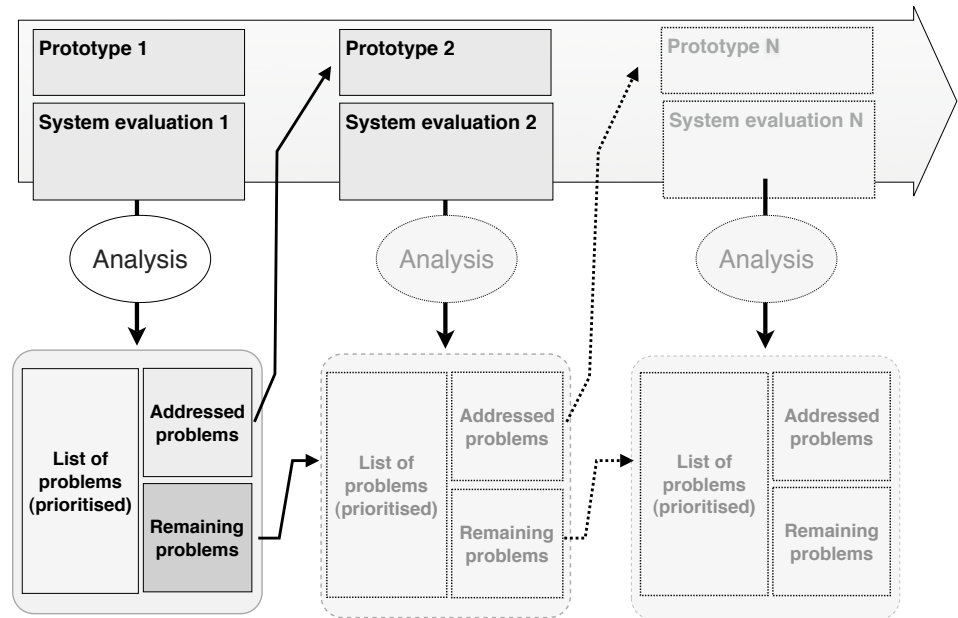 Prototype 1
System evaluation 1
Analysis
List of
problems
(prioritised)
Addressed
problems
Remaining
problems
Prototype 2
System evaluation 2
Analysis
List of
problems
(prioritised)
Addressed
problems
Remaining
problems
Prototype N
System evaluation N
Analysis
List of
problems
(prioritised)
Addressed
problems
Remaining
problems